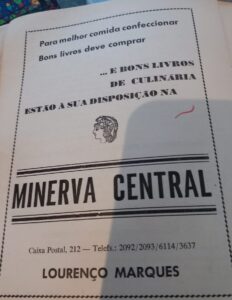 Para melhor comida confeccionar
Bons livros deve comprar
... E BONS LIVROS
DE CULINÁRIA
ESTÃO À SUA DISPOSIÇÃO NA
MINERVA CENTRAL
Caixa Postal, 212 — Telefs.: 2092/2093/6114/3637
LOURENÇO MARQUES